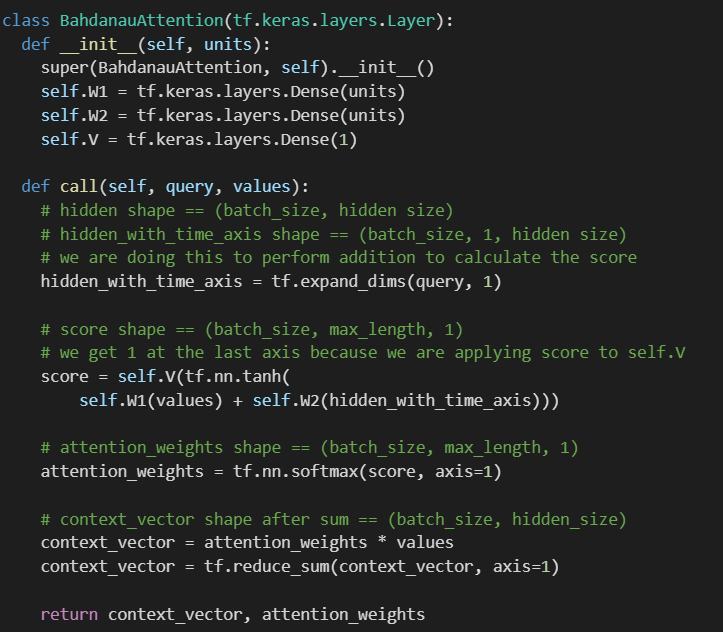 class BahdanauAttention(tf.keras.layers.Layer):
  def __init__(self, units):
    super(BahdanauAttention, self).__init__()
    self.W1 = tf.keras.layers.Dense(units)
    self.W2 = tf.keras.layers.Dense(units)
    self.V = tf.keras.layers.Dense(1)

  def call(self, query, values):
    # hidden shape == (batch_size, hidden size)
    # hidden_with_time_axis shape == (batch_size, 1, hidden size)
    # we are doing this to perform addition to calculate the score
    hidden_with_time_axis = tf.expand_dims(query, 1)

    # score shape == (batch_size, max_length, 1)
    # we get 1 at the last axis because we are applying score to self.V
    score = self.V(tf.nn.tanh(
        self.W1(values) + self.W2(hidden_with_time_axis)))

    # attention_weights shape == (batch_size, max_length, 1)
    attention_weights = tf.nn.softmax(score, axis=1)

    # context_vector shape after sum == (batch_size, hidden_size)
    context_vector = attention_weights * values
    context_vector = tf.reduce_sum(context_vector, axis=1)

    return context_vector, attention_weights